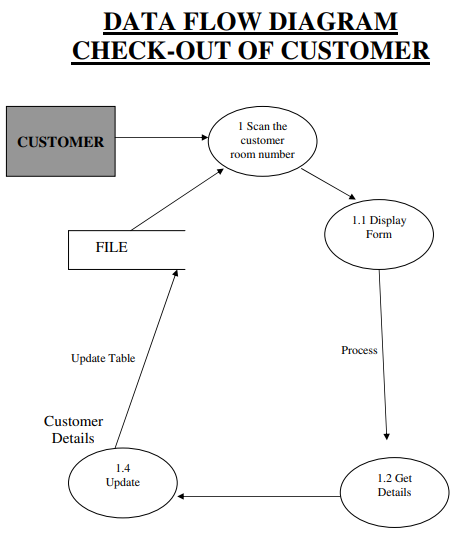 DATA FLOW DIAGRAM
CHECK-OUT OF CUSTOMER
CUSTOMER
1 Scan the
customer
room number
1.1 Display
Form
FILE
Process
Update Table
Customer
Details
1.4
Update
1.2 Get
Details